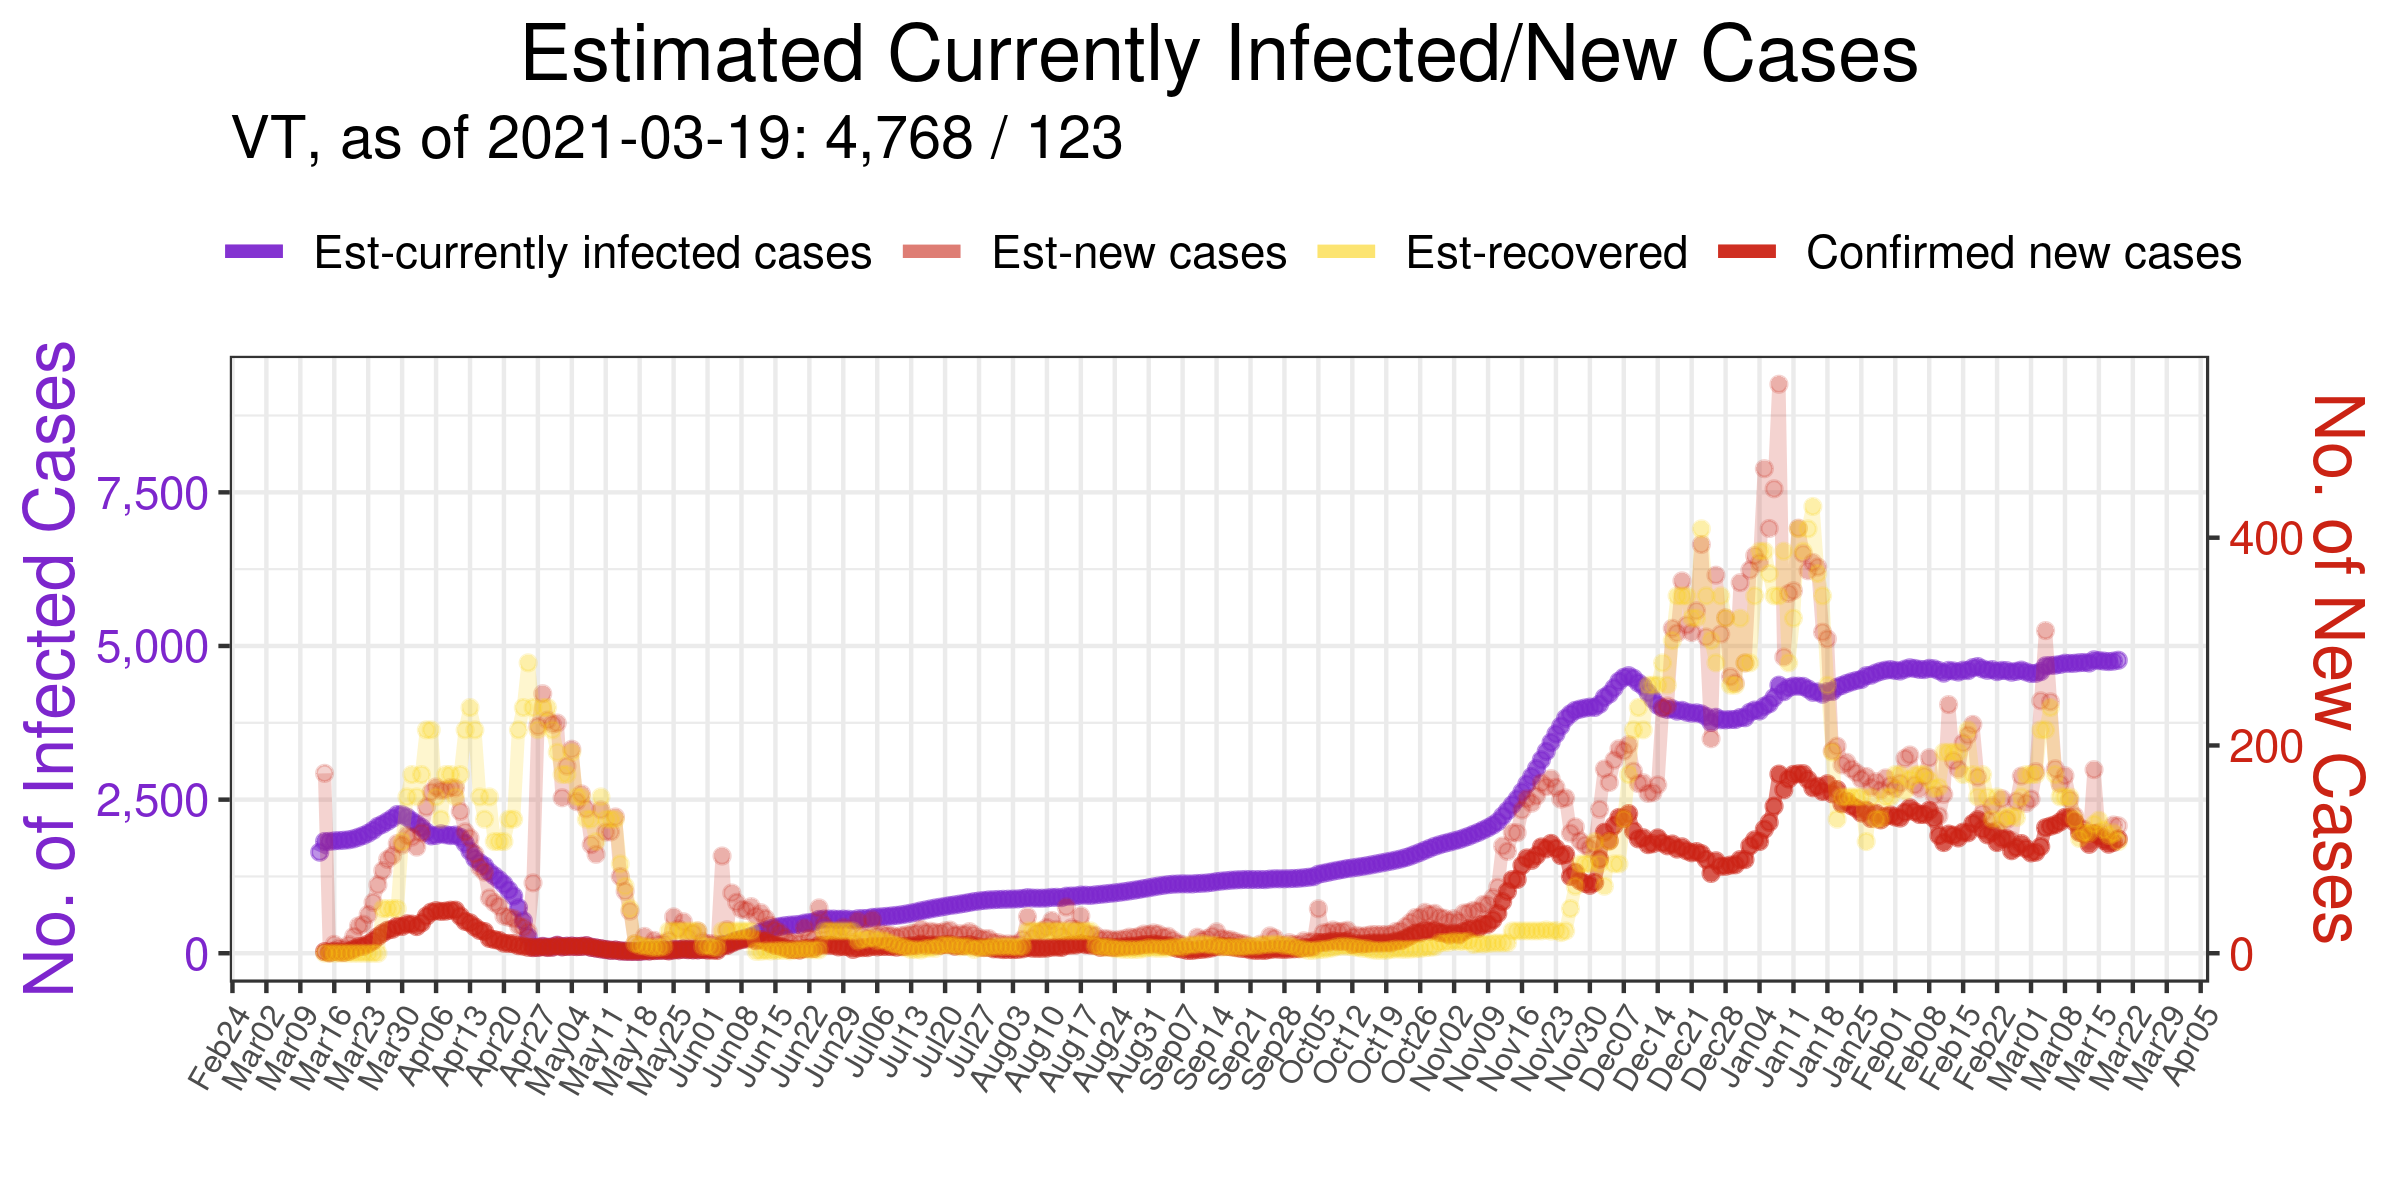 Estimated Currently Infected/New Cases
VT, as of 2021-03-19: 4,768 / 123
Est-currently infected cases Est-new cases Est-recovered Confirmed new cases
No. of Infected Cases
7,500
5,000
2,500
0
No. of New Cases
400
200
0
Feb24 Mar02 Mar09 Mar16 Mar23 Mar30 Apr06 Apr13 Apr20 Apr27 May04 May11 May18 May25 Jun01 Jun08 Jun15 Jun22 Jun29 Jul06 Jul13 Jul20 Jul27 Aug03 Aug10 Aug17 Aug24 Aug31 Sep07 Sep14 Sep21 Sep28 Oct05 Oct12 Oct19 Oct26 Nov02 Nov09 Nov16 Nov23 Nov30 Dec07 Dec14 Dec21 Dec28 Jan04 Jan11 Jan18 Jan25 Feb01 Feb08 Feb15 Feb22 Mar01 Mar08 Mar15 Mar22 Mar29 Apr05